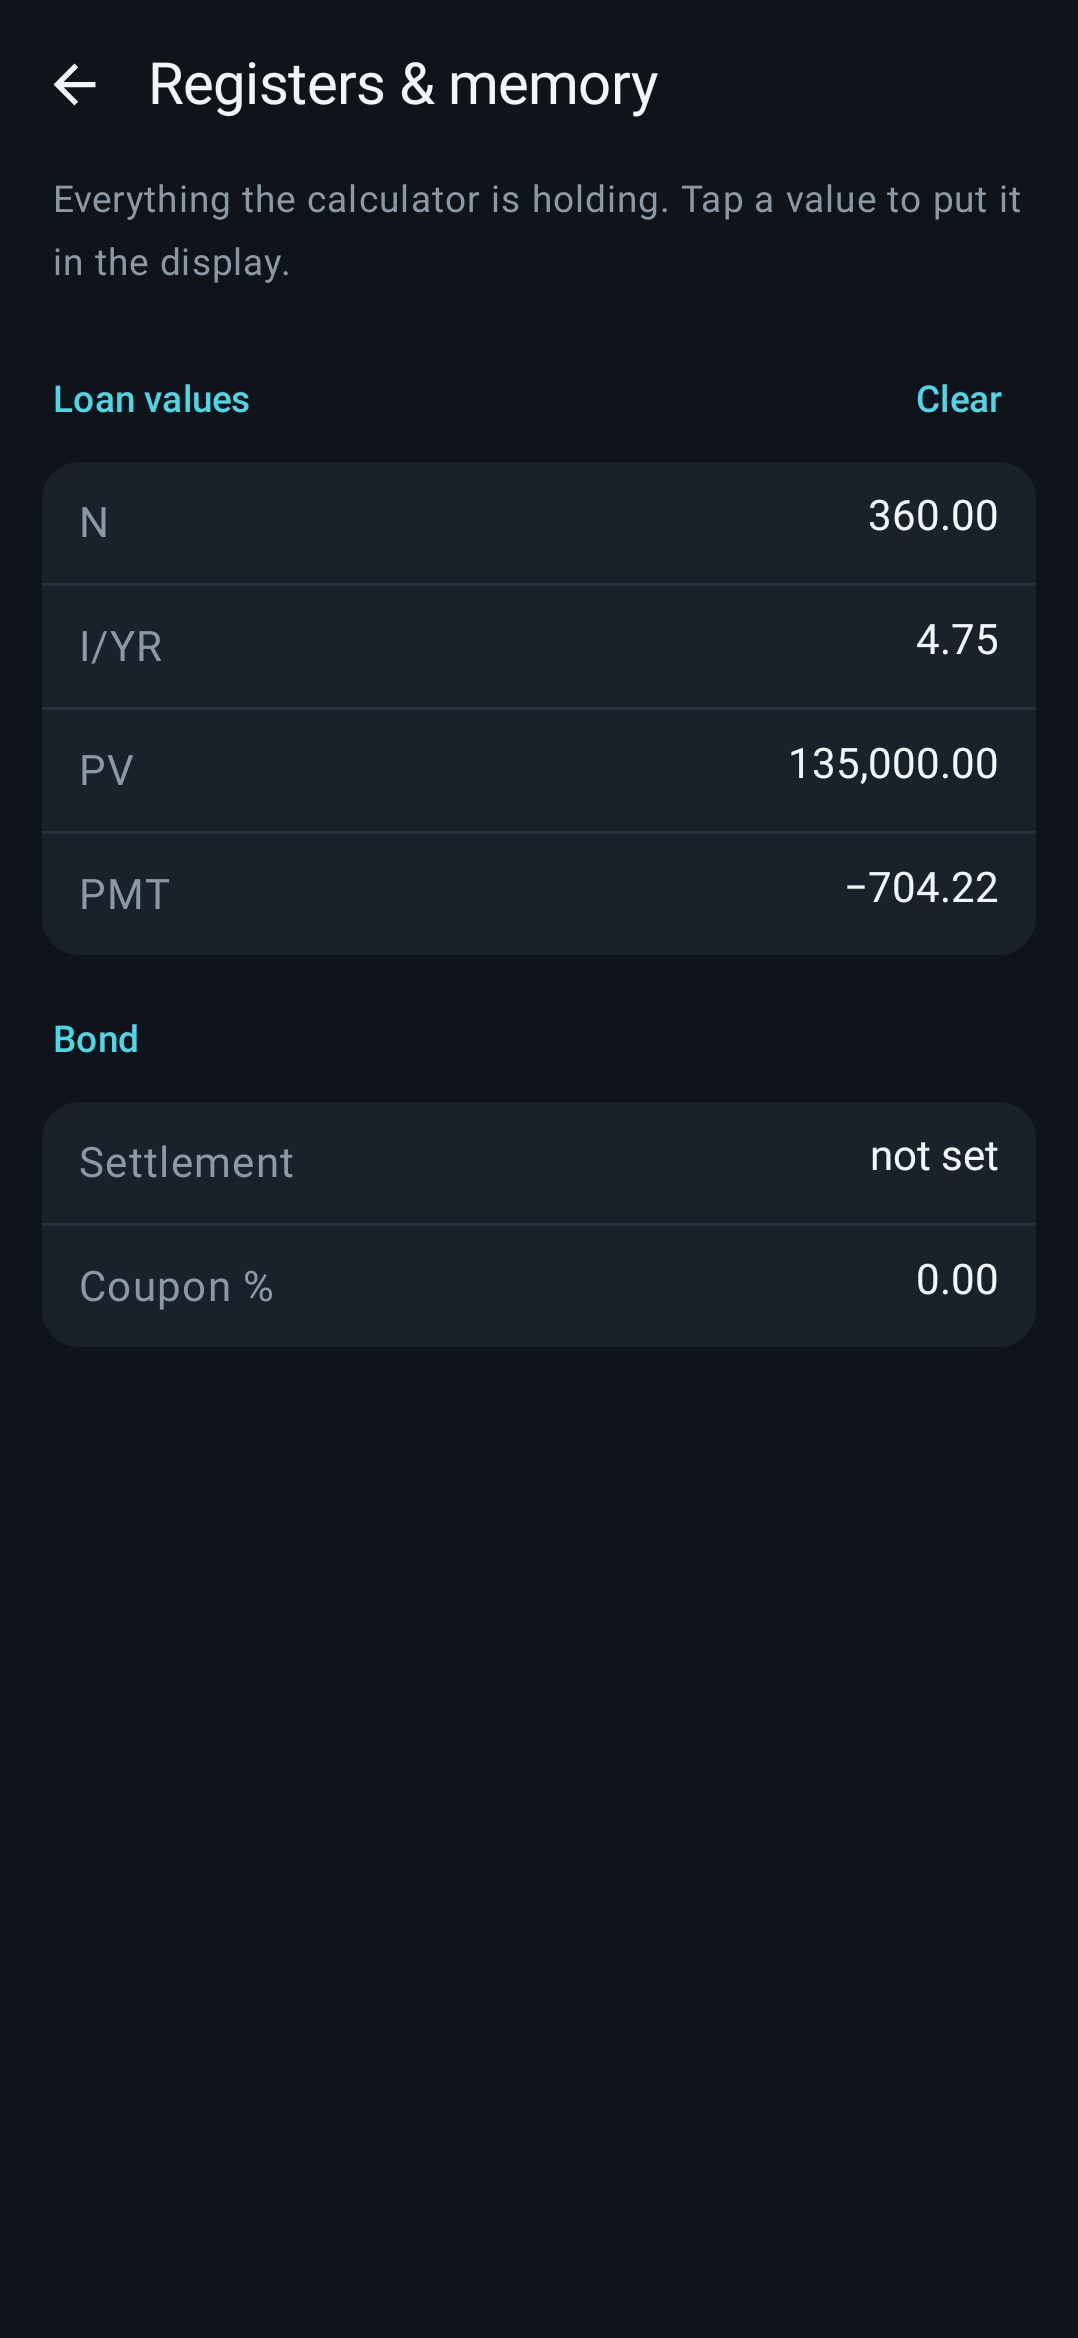 Registers & memory
Everything the calculator is holding. Tap a value to put it
in the display.
Loan values Clear
N 360.00
I/YR 4.75
PV 135,000.00
PMT −704.22
Bond
Settlement not set
Coupon % 0.00